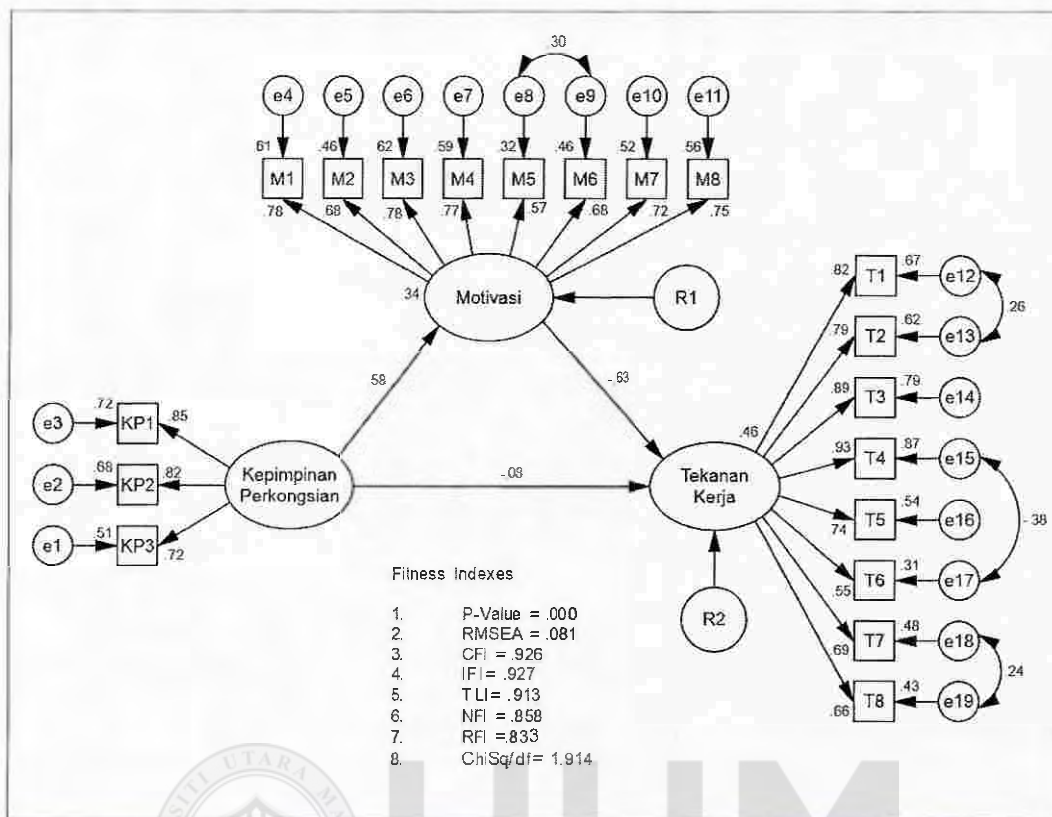 .30
e4 e5 e6 e7 e8 e9 e10 e11
.61 .46 .62 .59 .32 .46 .52 .56
M1 M2 M3 M4 M5 M6 M7 M8
.78 .68 .78 .77 .57 .68 .72 .75
.34 Motivasi R1
.82 T1 .67 e12
.26
.79 T2 .62 e13
.89 T3 .79 e14
.58 -.63
.46
.93 T4 .87 e15
e3 .72 KP1 .85
e2 .68 KP2 .82
e1 .51 KP3 .72
Kepimpinan
Perkongsian
-.08
Tekanan
Kerja
.74 T5 .54 e16
-.38
.55 T6 .31 e17
R2
.69 T7 .48 e18
.24
.66 T8 .43 e19
Fitness Indexes
1. P-Value = .000
2. RMSEA = .081
3. CFI = .926
4. IFI = .927
5. TLI = .913
6. NFI = .858
7. RFI = .833
8. ChiSq/df = 1.914
UTARA
UUM